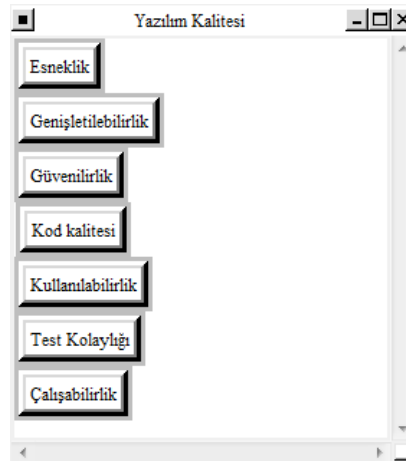 Yazılım Kalitesi
Esneklik
Genişletilebilirlik
Güvenilirlik
Kod kalitesi
Kullanılabilirlik
Test Kolaylığı
Çalışabilirlik